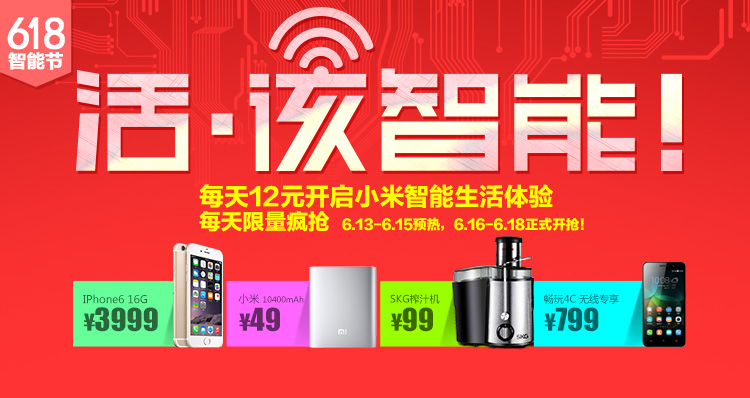 618
智能节
活·该智能！
每天12元开启小米智能生活体验
每天限量疯抢 6.13-6.15预热，6.16-6.18正式开抢！
IPhone6 16G
¥3999
小米 10400mAh
¥49
SKG榨汁机
¥99
畅玩4C 无线专享
¥799
SKG